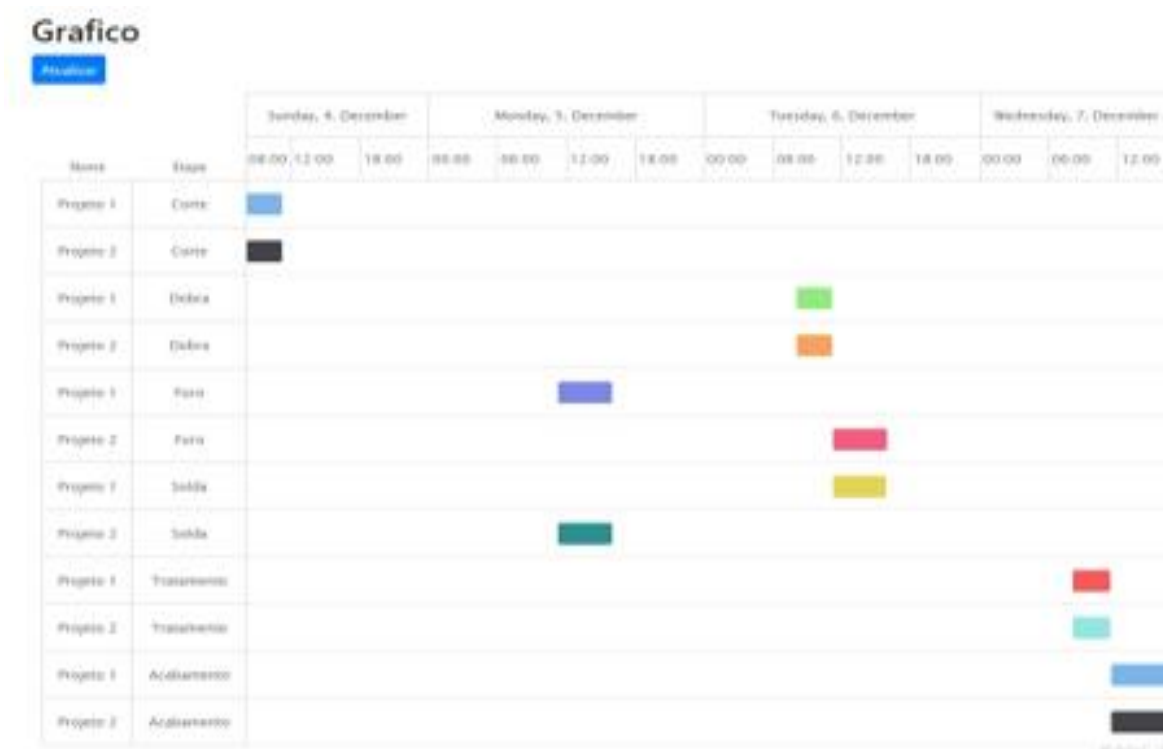 Grafico
Atualizar
Sunday, 4. December Monday, 5. December Tuesday, 6. December Wednesday, 7. December
Nome Etapa 08:00 12:00 18:00 00:00 06:00 12:00 18:00 00:00 06:00 12:00 18:00 00:00 06:00 12:00
Projeto 1 Corte
Projeto 2 Corte
Projeto 1 Dobra
Projeto 2 Dobra
Projeto 1 Furo
Projeto 2 Furo
Projeto 1 Solda
Projeto 2 Solda
Projeto 1 Tratamento
Projeto 2 Tratamento
Projeto 1 Acabamento
Projeto 2 Acabamento